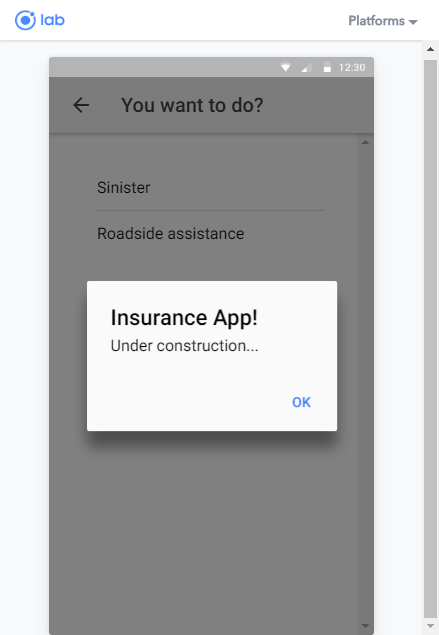 lab
Platforms
12:30
You want to do?
Sinister
Roadside assistance
Insurance App!
Under construction...
OK